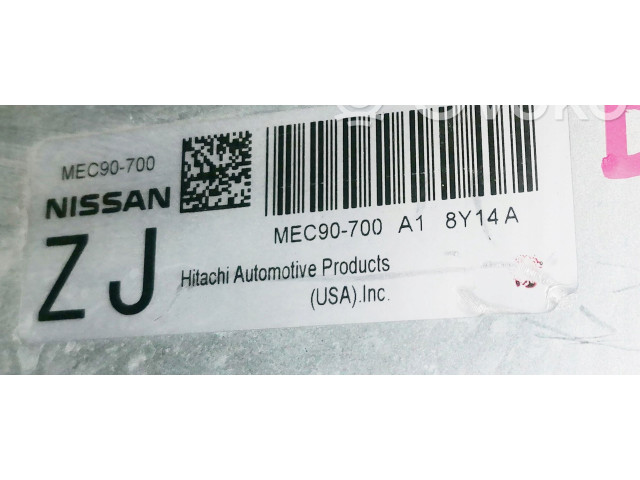 MEC90-700
NISSAN
ZJ
MEC90-700 A1 8Y14A
Hitachi Automotive Products
(USA).Inc.